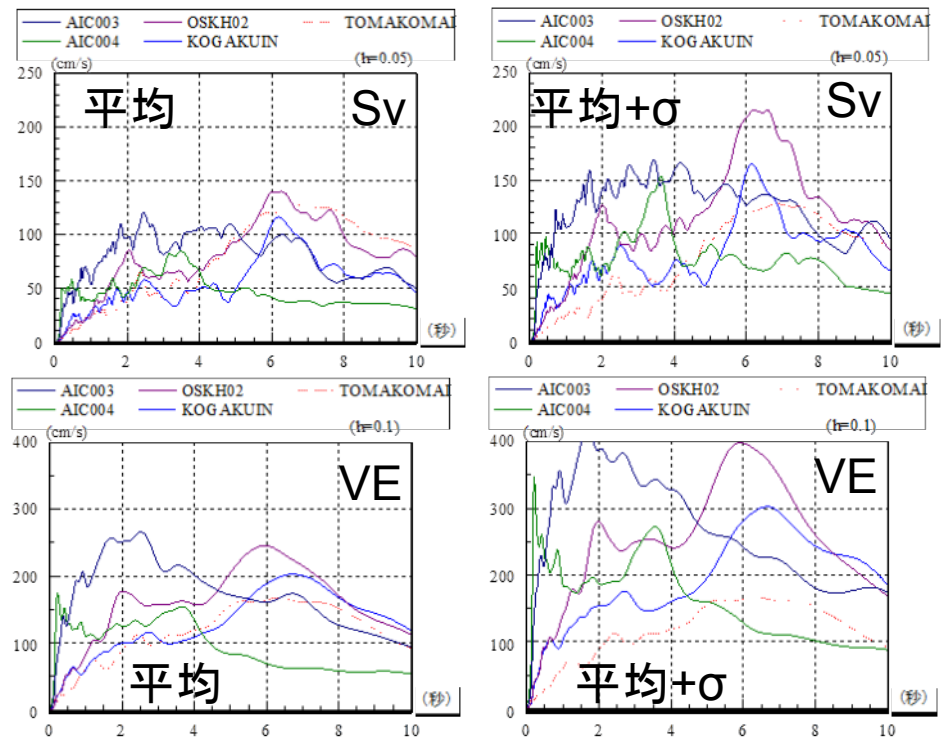 AIC003 OSKH02 TOMAKOMAI
AIC004 KOGAKUIN
(cm/s) (h=0.05)
平均 Sv
250
200
150
100
50
0
0 2 4 6 8 10
(秒)
AIC003 OSKH02 TOMAKOMAI
AIC004 KOGAKUIN
(cm/s) (h=0.05)
平均+σ Sv
250
200
150
100
50
0
0 2 4 6 8 10
(秒)
AIC003 OSKH02 TOMAKOMAI
AIC004 KOGAKUIN
(cm/s) (h=0.1)
VE
400
300
200
100
0
平均
0 2 4 6 8 10
(秒)
AIC003 OSKH02 TOMAKOMAI
AIC004 KOGAKUIN
(cm/s) (h=0.1)
VE
400
300
200
100
0
平均+σ
0 2 4 6 8 10
(秒)